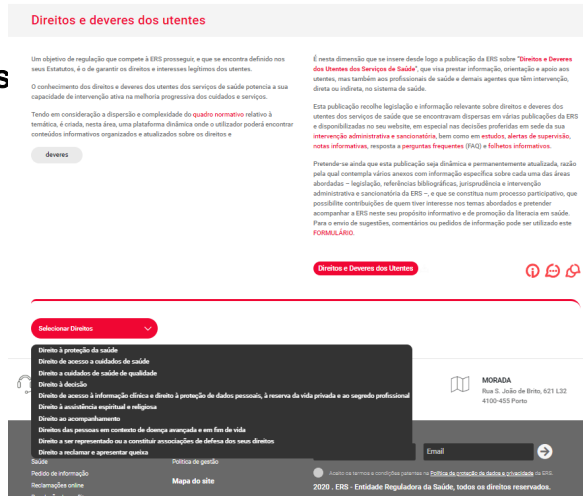 Direitos e deveres dos utentes
s
Um objetivo de regulação que compete à ERS prosseguir, e que se encontra definido nos
seus Estatutos, é o de garantir os direitos e interesses legítimos dos utentes.
O conhecimento dos direitos e deveres dos utentes dos serviços de saúde potencia a sua
capacidade de intervenção ativa na melhoria progressiva dos cuidados e serviços.
Tendo em consideração a dispersão e complexidade do quadro normativo relativo à
temática, é criada, nesta área, uma plataforma dinâmica onde o utilizador poderá encontrar
conteúdos informativos organizados e atualizados sobre os direitos e
deveres
É nesta dimensão que se insere desde logo a publicação da ERS sobre "Direitos e Deveres
dos Utentes dos Serviços de Saúde", que visa prestar informação, orientação e apoio aos
utentes, mas também aos profissionais de saúde e demais agentes que têm intervenção,
direta ou indireta, no sistema de saúde.
Esta publicação recolhe legislação e informação relevante sobre direitos e deveres dos
utentes dos serviços de saúde que se encontravam dispersas em várias publicações da ERS
e disponibilizadas no seu website, em especial nas decisões proferidas em sede da sua
intervenção administrativa e sancionatória, bem como em estudos, alertas de supervisão,
notas informativas, resposta a perguntas frequentes (FAQ) e folhetos informativos.
Pretende-se ainda que esta publicação seja dinâmica e permanentemente atualizada, razão
pela qual contempla vários anexos com informação específica sobre cada uma das áreas
abordadas – legislação, referências bibliográficas, jurisprudência e intervenção
administrativa e sancionatória da ERS –, e que se constitua num processo participativo, que
possibilite contribuições de quem tiver interesse nos temas abordados e pretender
acompanhar a ERS neste seu propósito informativo e de promoção da literacia em saúde.
Para o envio de sugestões, comentários ou pedidos de informação pode ser utilizado este
FORMULÁRIO.
Direitos e Deveres dos Utentes
Selecionar Direitos
Direito à proteção da saúde
Direito de acesso a cuidados de saúde
Direito a cuidados de saúde de qualidade
Direito à decisão
Direito de acesso à informação clínica e direito à proteção de dados pessoais, à reserva da vida privada e ao segredo profissional
Direito à assistência espiritual e religiosa
Direito ao acompanhamento
Direitos das pessoas em contexto de doença avançada e em fim de vida
Direito a ser representado ou a constituir associações de defesa dos seus direitos
Direito a reclamar e apresentar queixa
MORADA
Rua S. João de Brito, 621 L32
4100-455 Porto
Email
Saúde
Pedido de informação
Reclamações online
Política de gestão
Mapa do site
Aceito os termos e condições patentes na Política de proteção de dados e privacidade da ERS.
2020 . ERS - Entidade Reguladora da Saúde, todos os direitos reservados.